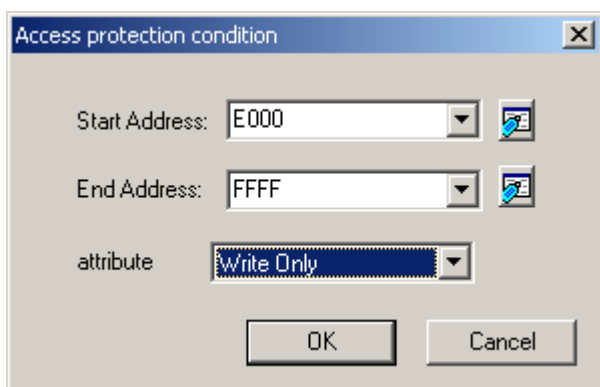 Access protection condition
Start Address: E000
End Address: FFFF
attribute Write Only
OK Cancel